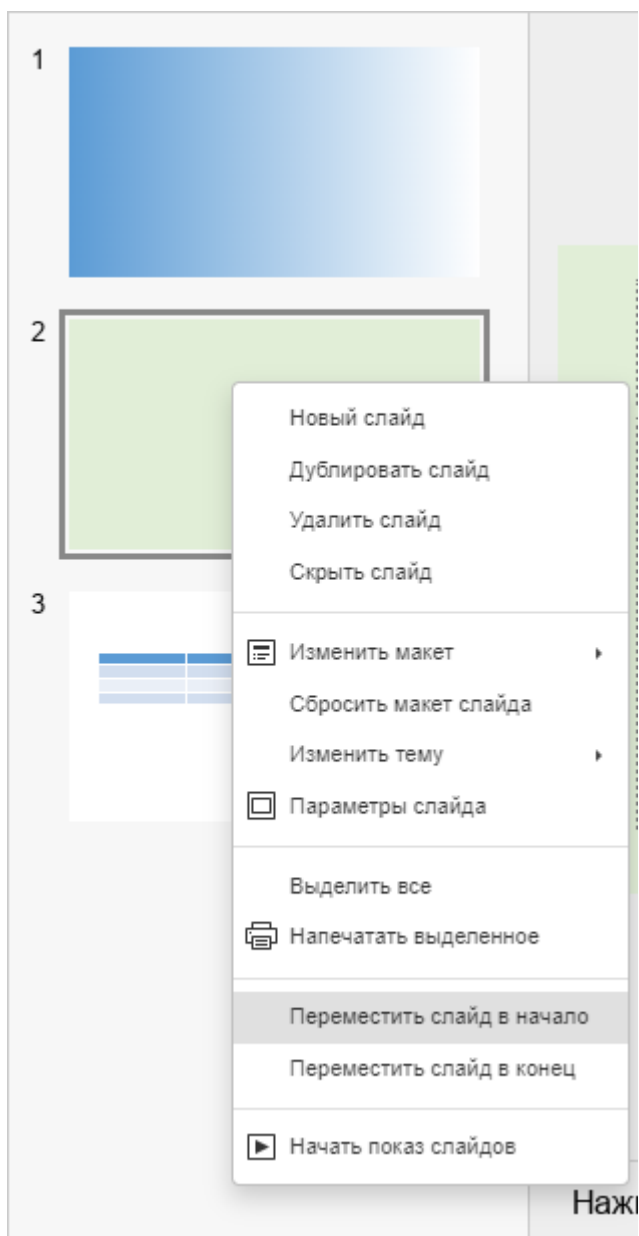 1
2
Новый слайд
Дублировать слайд
Удалить слайд
Скрыть слайд
3
Изменить макет
Сбросить макет слайда
Изменить тему
Параметры слайда
Выделить все
Напечатать выделенное
Переместить слайд в начало
Переместить слайд в конец
Начать показ слайдов